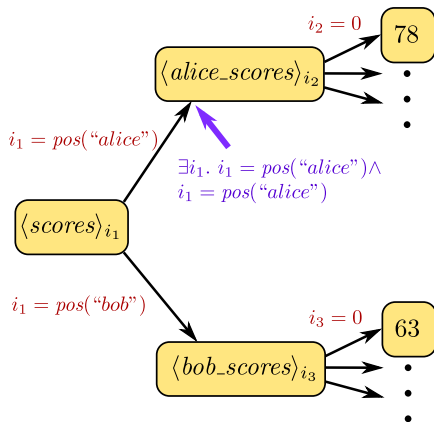 i₂ = 0
78
⟨alice_scores⟩ᵢ₂
i₁ = pos(“alice”)
∃i₁. i₁ = pos(“alice”)∧
i₁ = pos(“alice”)
⟨scores⟩ᵢ₁
i₁ = pos(“bob”)
i₃ = 0
63
⟨bob_scores⟩ᵢ₃